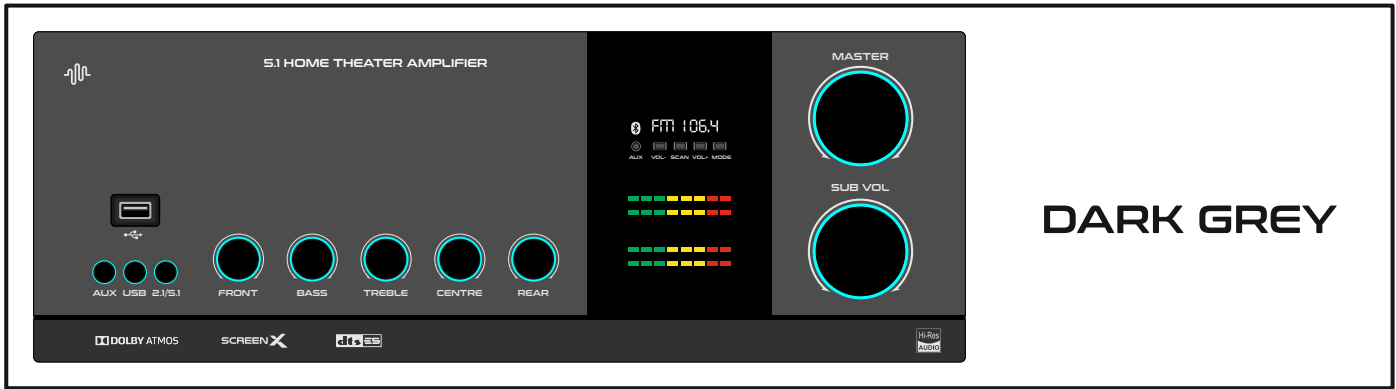 5.1 HOME THEATER AMPLIFIER
FM 106.4
AUX VOL- SCAN VOL+ MODE
MASTER
SUB VOL
AUX USB 2.1/5.1
FRONT BASS TREBLE CENTRE REAR
DOLBY ATMOS
SCREEN X
dts ES
Hi-Res
AUDIO
DARK GREY